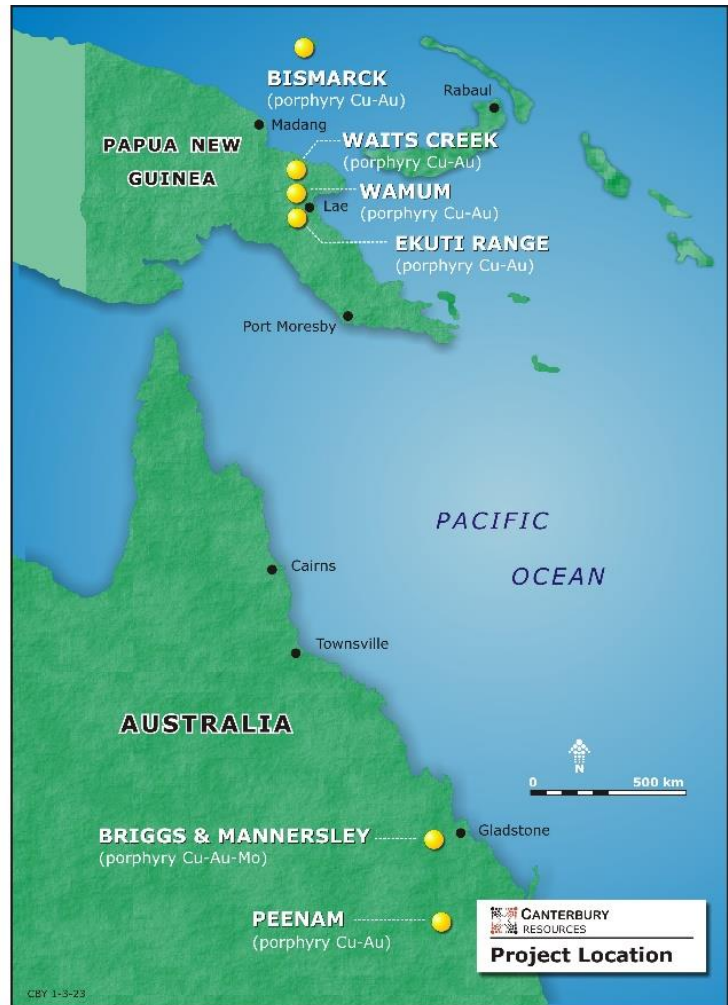 BISMARCK
(porphyry Cu-Au)
Rabaul
Madang
PAPUA NEW
GUINEA
WAITS CREEK
(porphyry Cu-Au)
WAMUM
(porphyry Cu-Au)
Lae
EKUTI RANGE
(porphyry Cu-Au)
Port Moresby
PACIFIC
OCEAN
Cairns
Townsville
AUSTRALIA
N
0 500 km
BRIGGS & MANNERSLEY
(porphyry Cu-Au-Mo)
Gladstone
PEENAM
(porphyry Cu-Au)
CANTERBURY
RESOURCES
Project Location
CBY 1-3-23